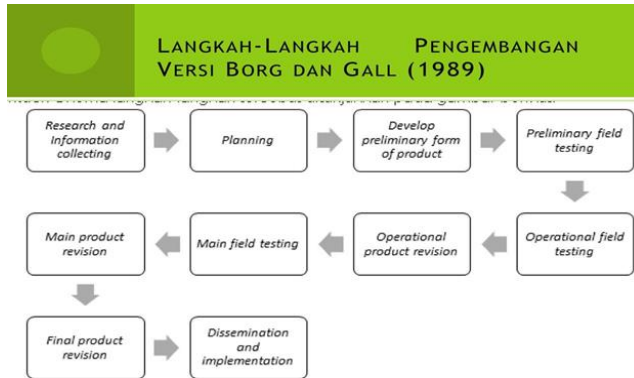 LANGKAH-LANGKAH PENGEMBANGAN
VERSI BORG DAN GALL (1989)
Research and
Information
collecting
Planning
Develop
preliminary form
of product
Preliminary field
testing
Main product
revision
Main field testing
Operational
product revision
Operational field
testing
Final product
revision
Dissemination
and
implementation